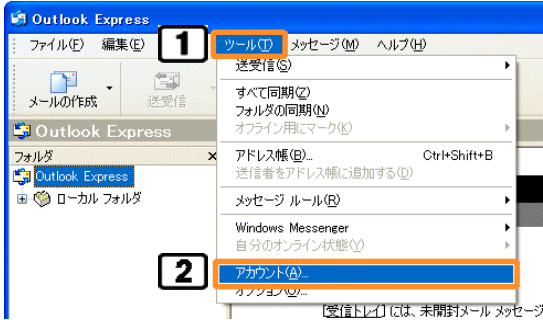 Outlook Express
ファイル(F) 編集(E) 1 ツール(T) メッセージ(M) ヘルプ(H)
メールの作成 送受信
送受信(S)
すべて同期(Z)
フォルダの同期(N)
オフライン用にマーク(K)
Outlook Express
フォルダ ×
アドレス帳(B)... Ctrl+Shift+B
送信者をアドレス帳に追加する(D)
Outlook Express
ローカル フォルダ
メッセージ ルール(R)
Windows Messenger
自分のオンライン状態(Y)
2 アカウント(A)...
オプション(O)...
[受信トレイ] には、未開封メール メッセージ